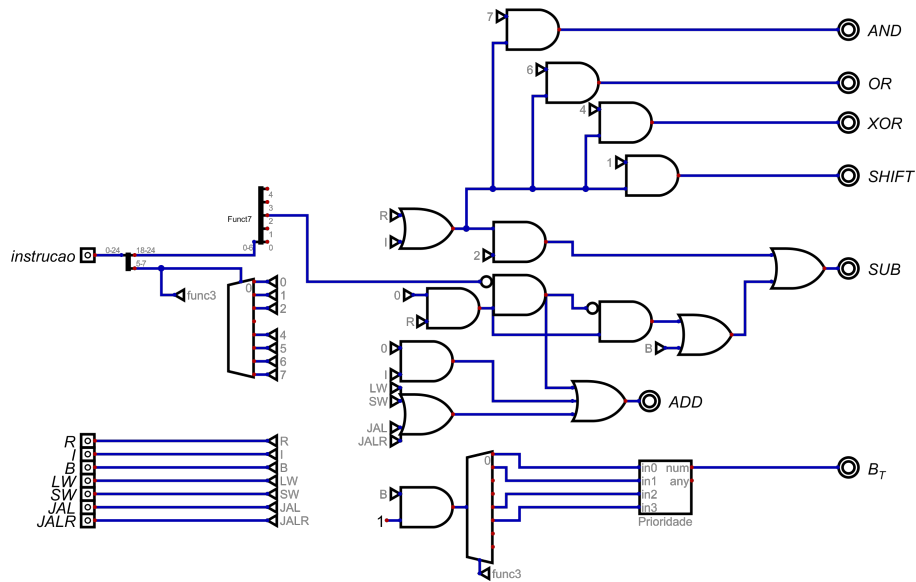 7
AND
6
OR
4
XOR
1
SHIFT
4
3
2
1
0
Funct7
R
I
2
instrucao
0-24
18-24
0-6
5-7
func3
0
0
1
2
4
5
6
7
SUB
0
R
B
0
I
LW
SW
JAL
JALR
ADD
R
R
I
I
B
B
LW
LW
SW
SW
JAL
JAL
JALR
JALR
B
1
0
func3
in0
num
in1
any
in2
in3
Prioridade
B_T